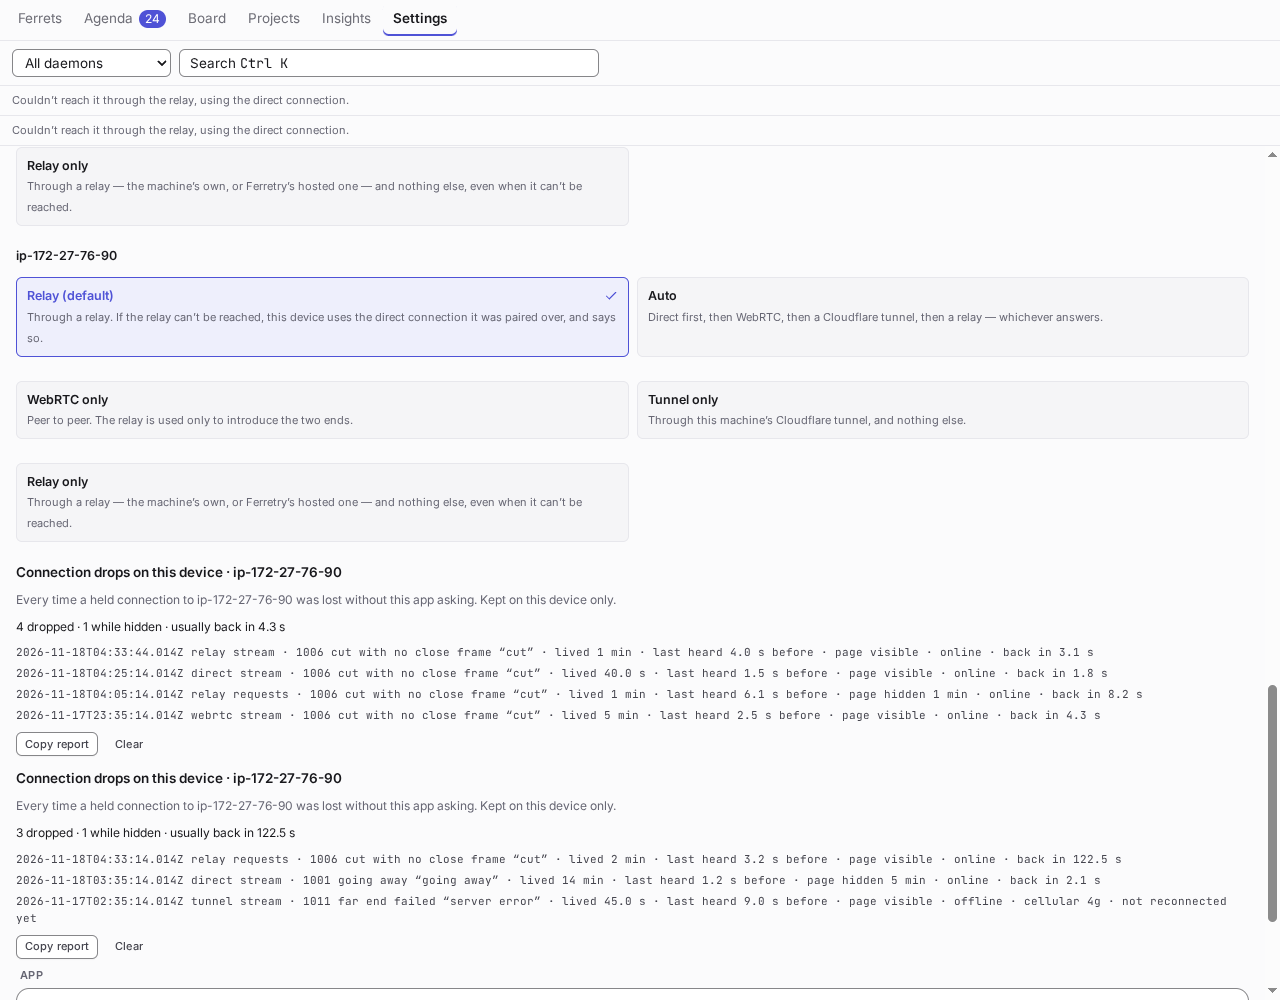 Ferrets Agenda 24 Board Projects Insights Settings
All daemons Search Ctrl K
Couldn't reach it through the relay, using the direct connection.
Couldn't reach it through the relay, using the direct connection.
Relay only
Through a relay — the machine's own, or Ferretry's hosted one — and nothing else, even when it can't be
reached.
ip-172-27-76-90
Relay (default)
Through a relay. If the relay can't be reached, this device uses the direct connection it was paired over, and says
so.
Auto
Direct first, then WebRTC, then a Cloudflare tunnel, then a relay — whichever answers.
WebRTC only
Peer to peer. The relay is used only to introduce the two ends.
Tunnel only
Through this machine's Cloudflare tunnel, and nothing else.
Relay only
Through a relay — the machine's own, or Ferretry's hosted one — and nothing else, even when it can't be
reached.
Connection drops on this device · ip-172-27-76-90
Every time a held connection to ip-172-27-76-90 was lost without this app asking. Kept on this device only.
4 dropped · 1 while hidden · usually back in 4.3 s
2026-11-18T04:33:44.014Z relay stream · 1006 cut with no close frame “cut” · lived 1 min · last heard 4.0 s before · page visible · online · back in 3.1 s
2026-11-18T04:25:14.014Z direct stream · 1006 cut with no close frame “cut” · lived 40.0 s · last heard 1.5 s before · page visible · online · back in 1.8 s
2026-11-18T04:05:14.014Z relay requests · 1006 cut with no close frame “cut” · lived 1 min · last heard 6.1 s before · page hidden 1 min · online · back in 8.2 s
2026-11-17T23:35:14.014Z webrtc stream · 1006 cut with no close frame “cut” · lived 5 min · last heard 2.5 s before · page visible · online · back in 4.3 s
Copy report Clear
Connection drops on this device · ip-172-27-76-90
Every time a held connection to ip-172-27-76-90 was lost without this app asking. Kept on this device only.
3 dropped · 1 while hidden · usually back in 122.5 s
2026-11-18T04:33:14.014Z relay requests · 1006 cut with no close frame “cut” · lived 2 min · last heard 3.2 s before · page visible · online · back in 122.5 s
2026-11-18T03:35:14.014Z direct stream · 1001 going away “going away” · lived 14 min · last heard 1.2 s before · page hidden 5 min · online · back in 2.1 s
2026-11-17T02:35:14.014Z tunnel stream · 1011 far end failed “server error” · lived 45.0 s · last heard 9.0 s before · page visible · offline · cellular 4g · not reconnected
yet
Copy report Clear
APP